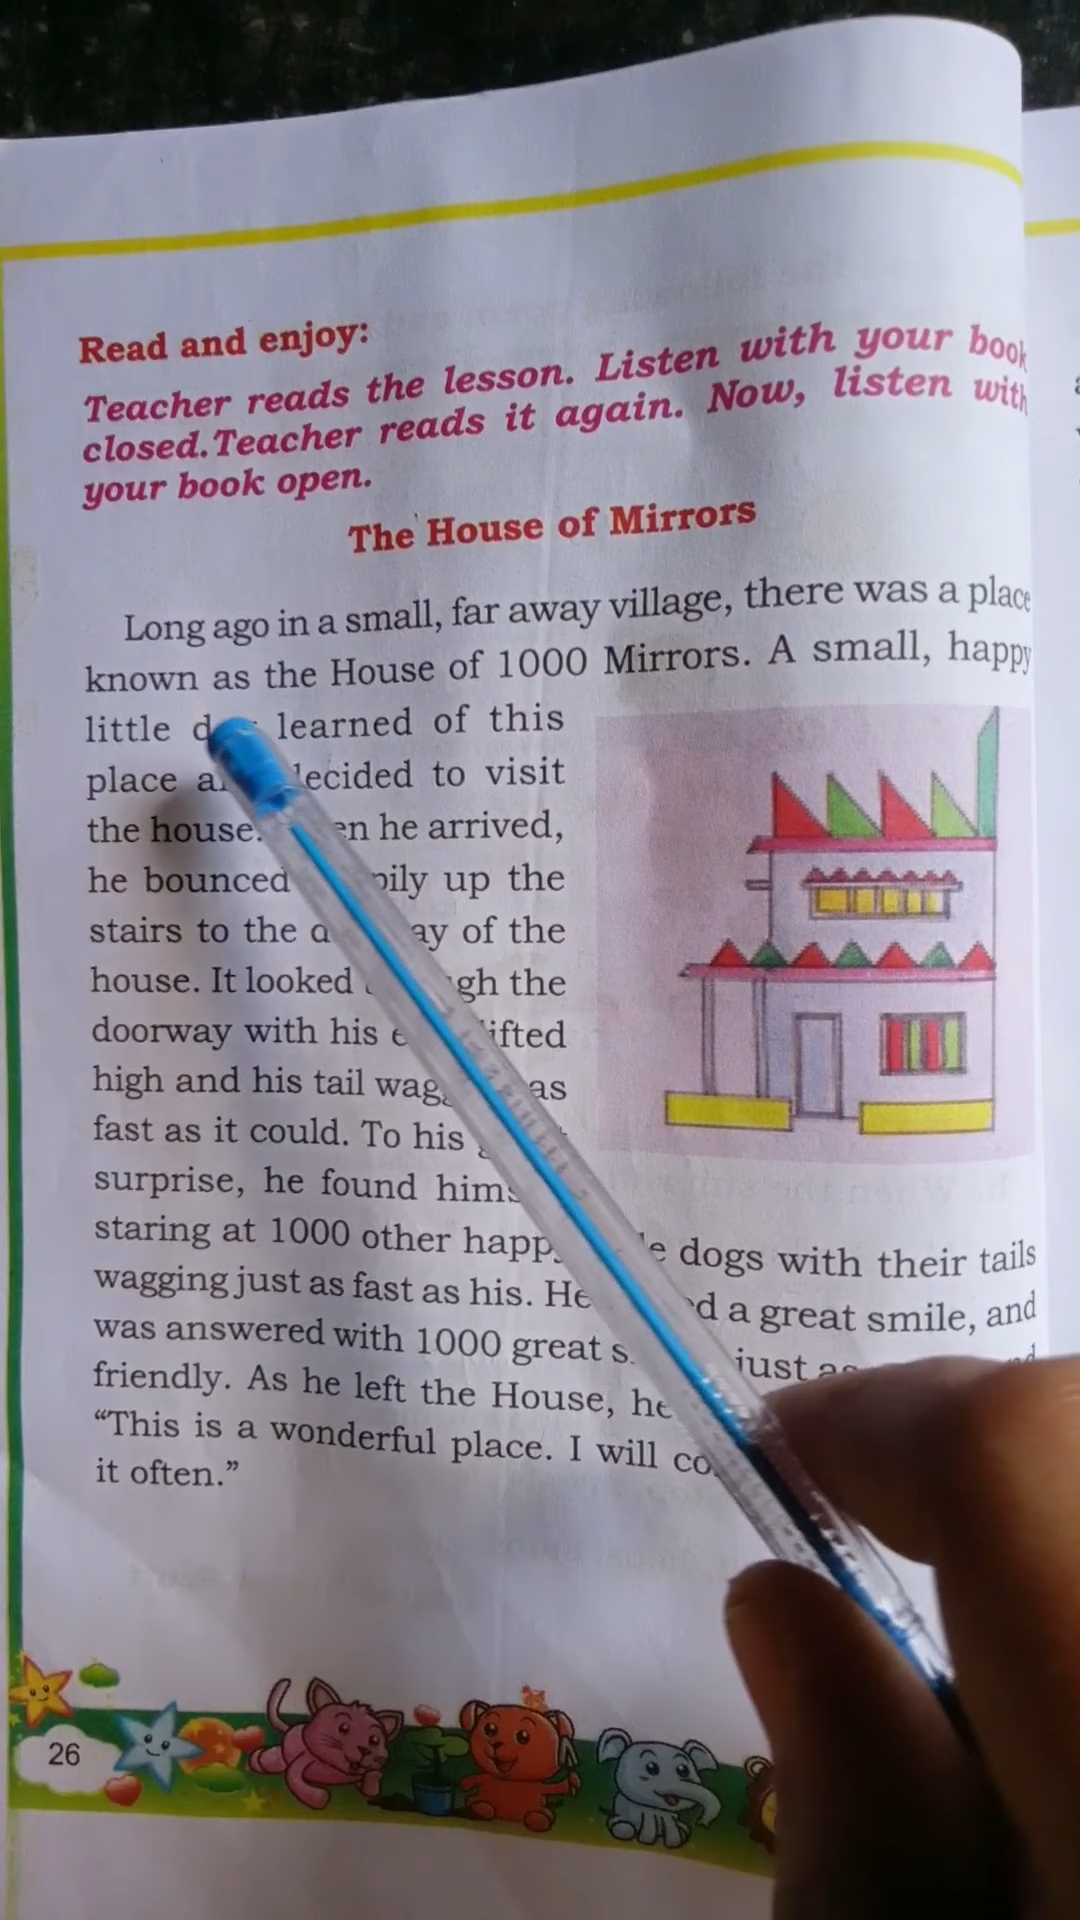 Read and enjoy:
Teacher reads the lesson. Listen with your book
closed. Teacher reads it again. Now, listen with
your book open.
The House of Mirrors
Long ago in a small, far away village, there was a place
known as the House of 1000 Mirrors. A small, happy
little learned of this
place decided to visit
the house. he arrived,
he bounced up the
stairs to the of the
house. It looked the
doorway with his
high and his tail as
fast as it could. To his
surprise, he found
staring at 1000 other dogs with their tails
wagging just as fast as his. He a great smile, and
was answered with 1000 great just
friendly. As he left the House, he
“This is a wonderful place. I will
it often.”
26